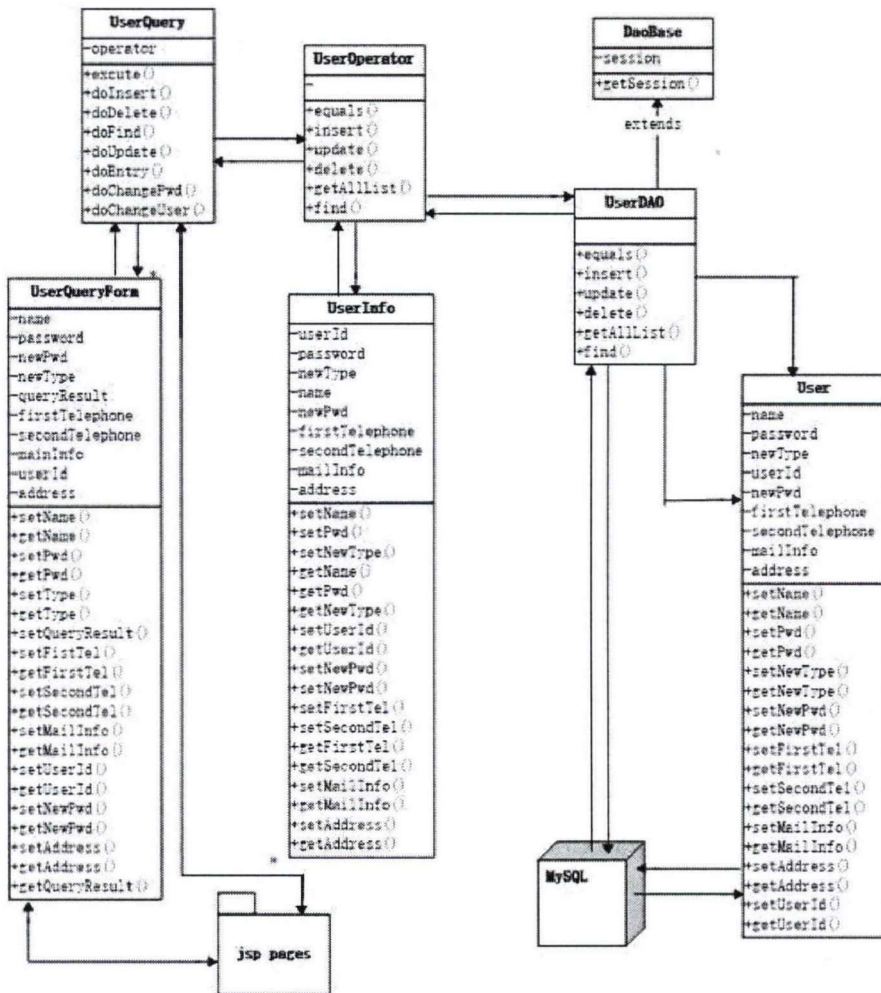 UserQuery
-operator
+excute()
+doInsert()
+doDelete()
+doFind()
+doUpdate()
+doEntry()
+doChangePwd()
+doChangeUser()
UserOperator
-
+equals()
+insert()
+update()
+delete()
+getAllList()
+find()
DaoBase
-session
+getSession()
extends
UserDAO
+equals()
+insert()
+update()
+delete()
+getAllList()
+find()
*
UserQueryForm
-name
-password
-newPwd
-newType
-queryResult
-firstTelephone
-secondTelephone
-mainInfo
-userId
-address
+setName()
+getName()
+setPwd()
+getPwd()
+setType()
+getType()
+setQueryResult()
+setFistTel()
+getFirstTel()
+setSecondTel()
+getSecondTel()
+setMailInfo()
+getMailInfo()
+setUserId()
+getUserId()
+setNewPwd()
+getNewPwd()
+setAddress()
+getAddress()
+getQueryResult()
UserInfo
-userId
-password
-newType
-name
-newPwd
-firstTelephone
-secondTelephone
-mailInfo
-address
+setName()
+setPwd()
+setNewType()
+getName()
+getPwd()
+getNewType()
+setUserId()
+getUserId()
+setNewPwd()
+setNewPwd()
+setFirstTel()
+setSecondTel()
+getFirstTel()
+getSecondTel()
+setMailInfo()
+getMailInfo()
+setAddress()
+getAddress()
*
User
-name
-password
-newType
-userId
-newPwd
-firstTelephone
-secondTelephone
-mailInfo
-address
+setName()
+getName()
+setPwd()
+getPwd()
+setNewType()
+getNewType()
+setNewPwd()
+getNewPwd()
+setFirstTel()
+getFirstTel()
+setSecondTel()
+getSecondTel()
+setMailInfo()
+getMailInfo()
+setAddress()
+getAddress()
+setUserId()
+getUserId()
MySQL
jsp pages